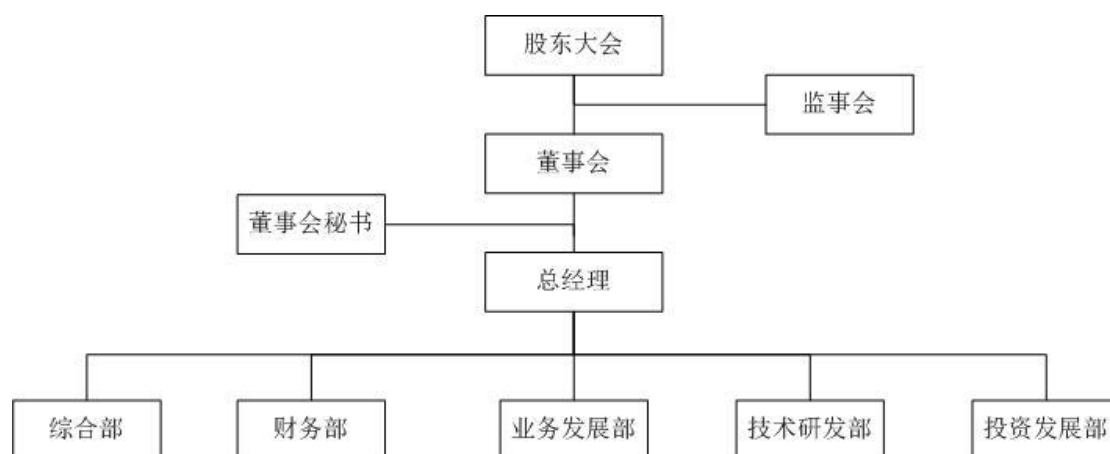 股东大会
监事会
董事会
董事会秘书
总经理
综合部
财务部
业务发展部
技术研发部
投资发展部